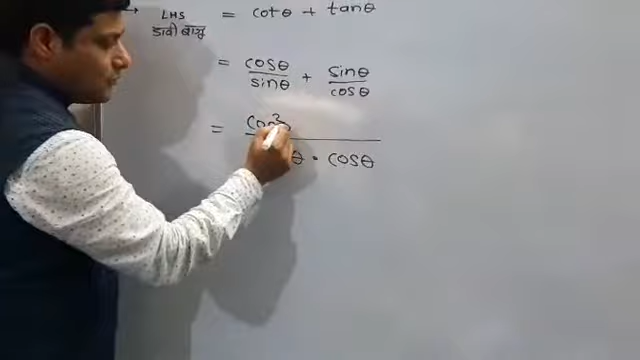 LHS = cotθ + tanθ
डावी बाजु
= cosθ/sinθ + sinθ/cosθ
= cos²
θ · cosθ